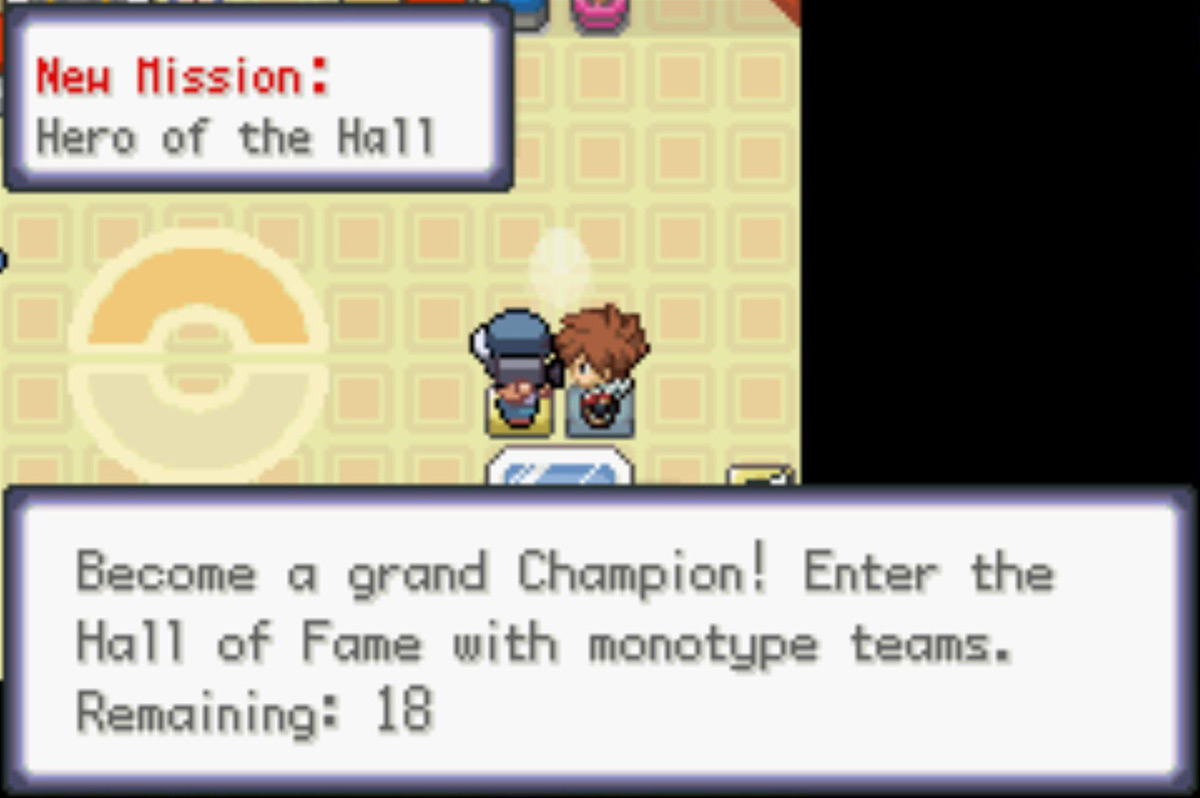 New Mission:
Hero of the Hall
Become a grand Champion! Enter the
Hall of Fame with monotype teams.
Remaining: 18